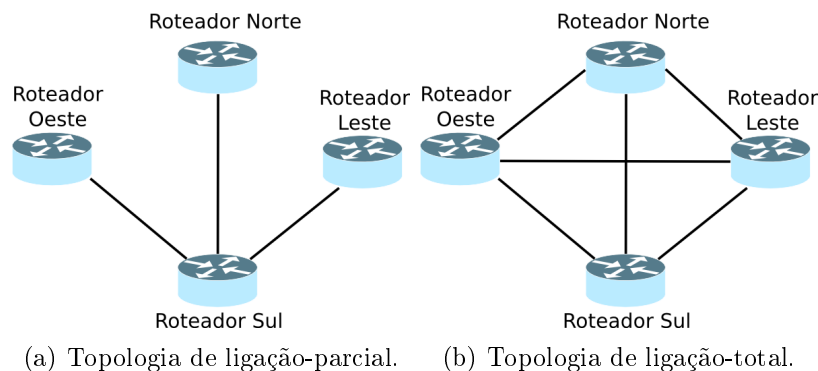 Roteador Norte
Roteador
Oeste
Roteador
Leste
Roteador Sul
(a) Topologia de ligação-parcial.
Roteador Norte
Roteador
Oeste
Roteador
Leste
Roteador Sul
(b) Topologia de ligação-total.